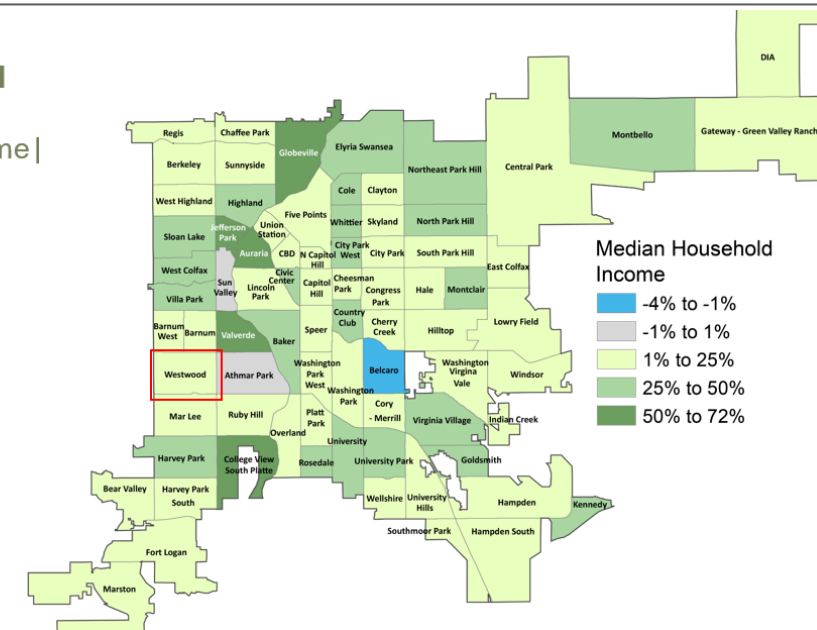 me|
DIA
Regis
Chaffee Park
Globeville
Elyria Swansea
Montbello
Gateway - Green Valley Ranch
Berkeley
Sunnyside
Northeast Park Hill
Central Park
West Highland
Highland
Cole
Clayton
Five Points
Union
Station
Whittier
Skyland
North Park Hill
Sloan Lake
Jefferson
Park
Auraria
CBD
N Capitol
Hill
City Park
West
City Park
South Park Hill
East Colfax
West Colfax
Sun
Valley
Civic
Center
Lincoln
Park
Capitol
Hill
Cheesman
Park
Congress
Park
Hale
Montclair
Villa Park
Country
Club
Cherry
Creek
Lowry Field
Barnum
West
Barnum
Valverde
Baker
Speer
Hilltop
Westwood
Athmar Park
Washington
Park
West
Washington
Park
Belcaro
Washington
Virgina
Vale
Windsor
Mar Lee
Ruby Hill
Overland
Platt
Park
Cory
- Merrill
Virginia Village
Indian Creek
University
Harvey Park
College View
South Platte
Rosedale
University Park
Goldsmith
Bear Valley
Harvey Park
South
Wellshire
University
Hills
Hampden
Kennedy
Southmoor Park
Hampden South
Fort Logan
Marston
Median Household
Income
-4% to -1%
-1% to 1%
1% to 25%
25% to 50%
50% to 72%